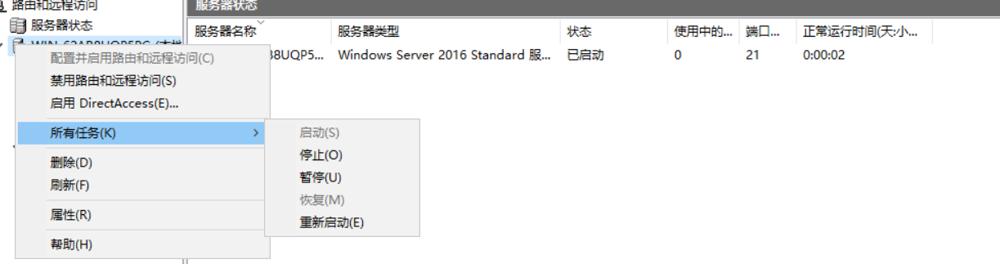 路由和远程访问
服务器状态
服务器状态
服务器名称 服务器类型 状态 使用中的... 端口... 正常运行时间(天:小...
38UQP5... Windows Server 2016 Standard 服... 已启动 0 21 0:00:02
配置并启用路由和远程访问(C)
禁用路由和远程访问(S)
启用 DirectAccess(E)...
所有任务(K)
删除(D)
刷新(F)
属性(R)
帮助(H)
启动(S)
停止(O)
暂停(U)
恢复(M)
重新启动(E)